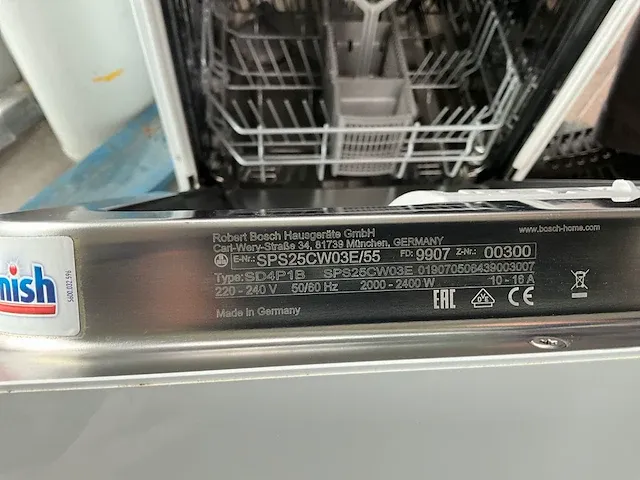 Robert Bosch Hausgeräte GmbH
www.bosch-home.com
Carl-Wery-Straße 34, 81739 München, GERMANY
E-Nr.: SPS25CW03E/55 FD: 9907 Z-Nr.: 00300
Type: SD4P1B SPS25CW03E 019070506439003007
220 - 240 V 50/60 Hz 2000 - 2400 W 10 - 16 A
Made in Germany
EAC
CE
nish